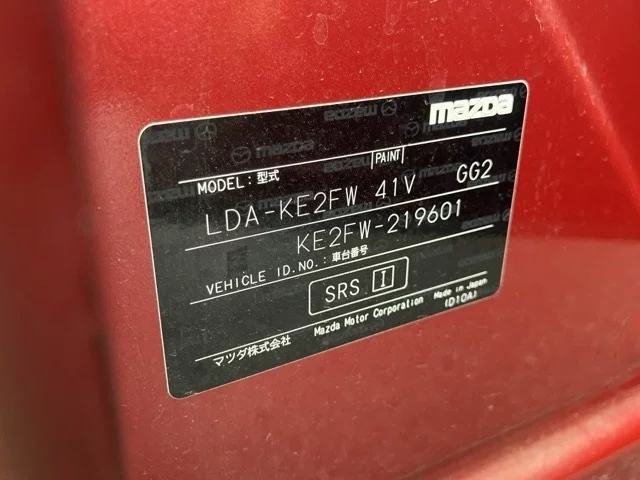 mazda
MODEL: 型式 PAINT
LDA-KE2FW 41V GG2
KE2FW-219601
VEHICLE ID.NO.: 車台番号
SRS I
マツダ株式会社 Mazda Motor Corporation Made in Japan
(D10A)